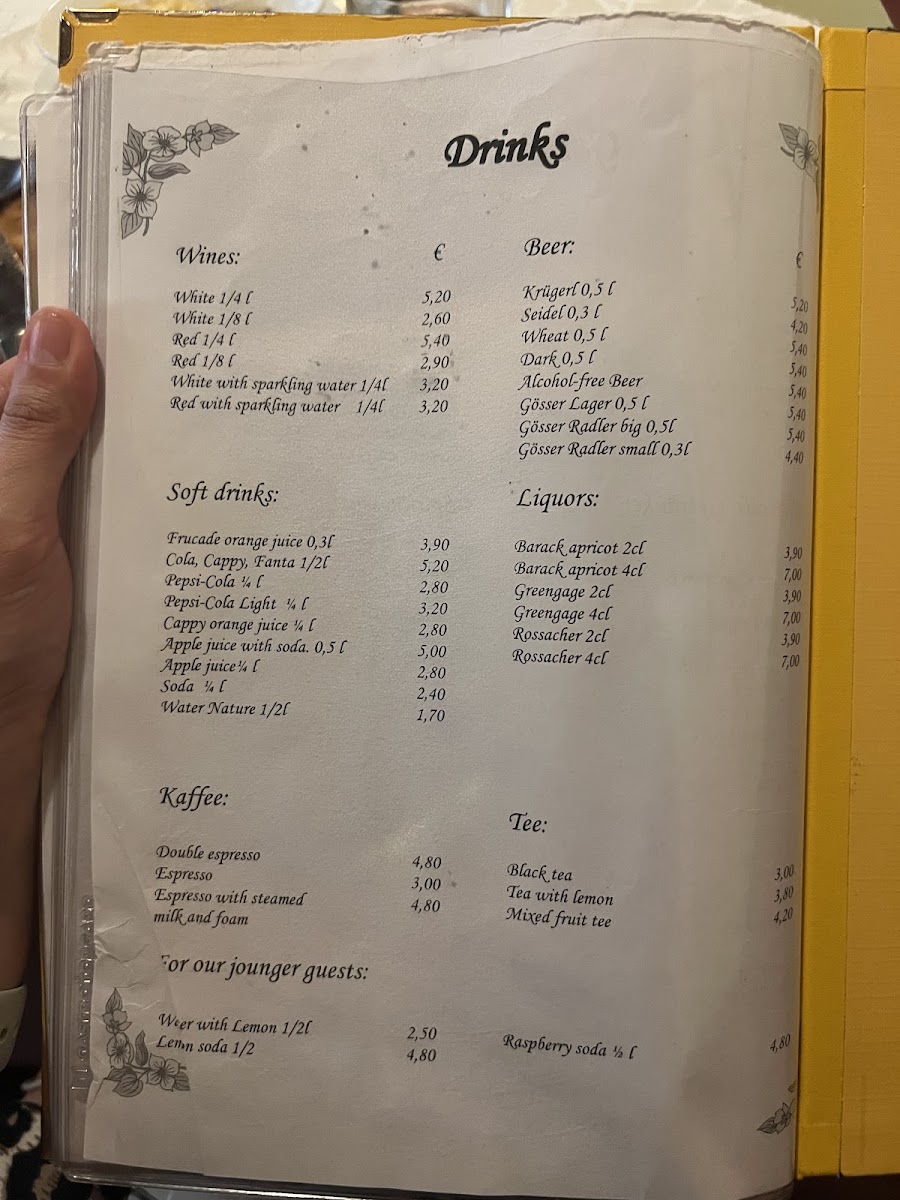 Drinks
Wines: €
White 1/4 l 5,20
White 1/8 l 2,60
Red 1/4 l 5,40
Red 1/8 l 2,90
White with sparkling water 1/4l 3,20
Red with sparkling water 1/4l 3,20
Beer: €
Krügerl 0,5 l 5,20
Seidel 0,3 l 4,20
Wheat 0,5 l 5,40
Dark 0,5 l 5,40
Alcohol-free Beer 5,40
Gösser Lager 0,5 l 5,40
Gösser Radler big 0,5l 5,40
Gösser Radler small 0,3l 4,40
Soft drinks:
Frucade orange juice 0,3l 3,90
Cola, Cappy, Fanta 1/2l 5,20
Pepsi-Cola ¼ l 2,80
Pepsi-Cola Light ¼ l 3,20
Cappy orange juice ¼ l 2,80
Apple juice with soda. 0,5 l 5,00
Apple juice¼ l 2,80
Soda ¼ l 2,40
Water Nature 1/2l 1,70
Liquors:
Barack apricot 2cl 3,90
Barack apricot 4cl 7,00
Greengage 2cl 3,90
Greengage 4cl 7,00
Rossacher 2cl 3,90
Rossacher 4cl 7,00
Kaffee:
Double espresso 4,80
Espresso 3,00
Espresso with steamed 4,80
milk and foam
Tee:
Black tea 3,00
Tea with lemon 3,80
Mixed fruit tee 4,20
For our jounger guests:
with Lemon 1/2l 2,50
soda 1/2 4,80
Raspberry soda ½ l 4,80